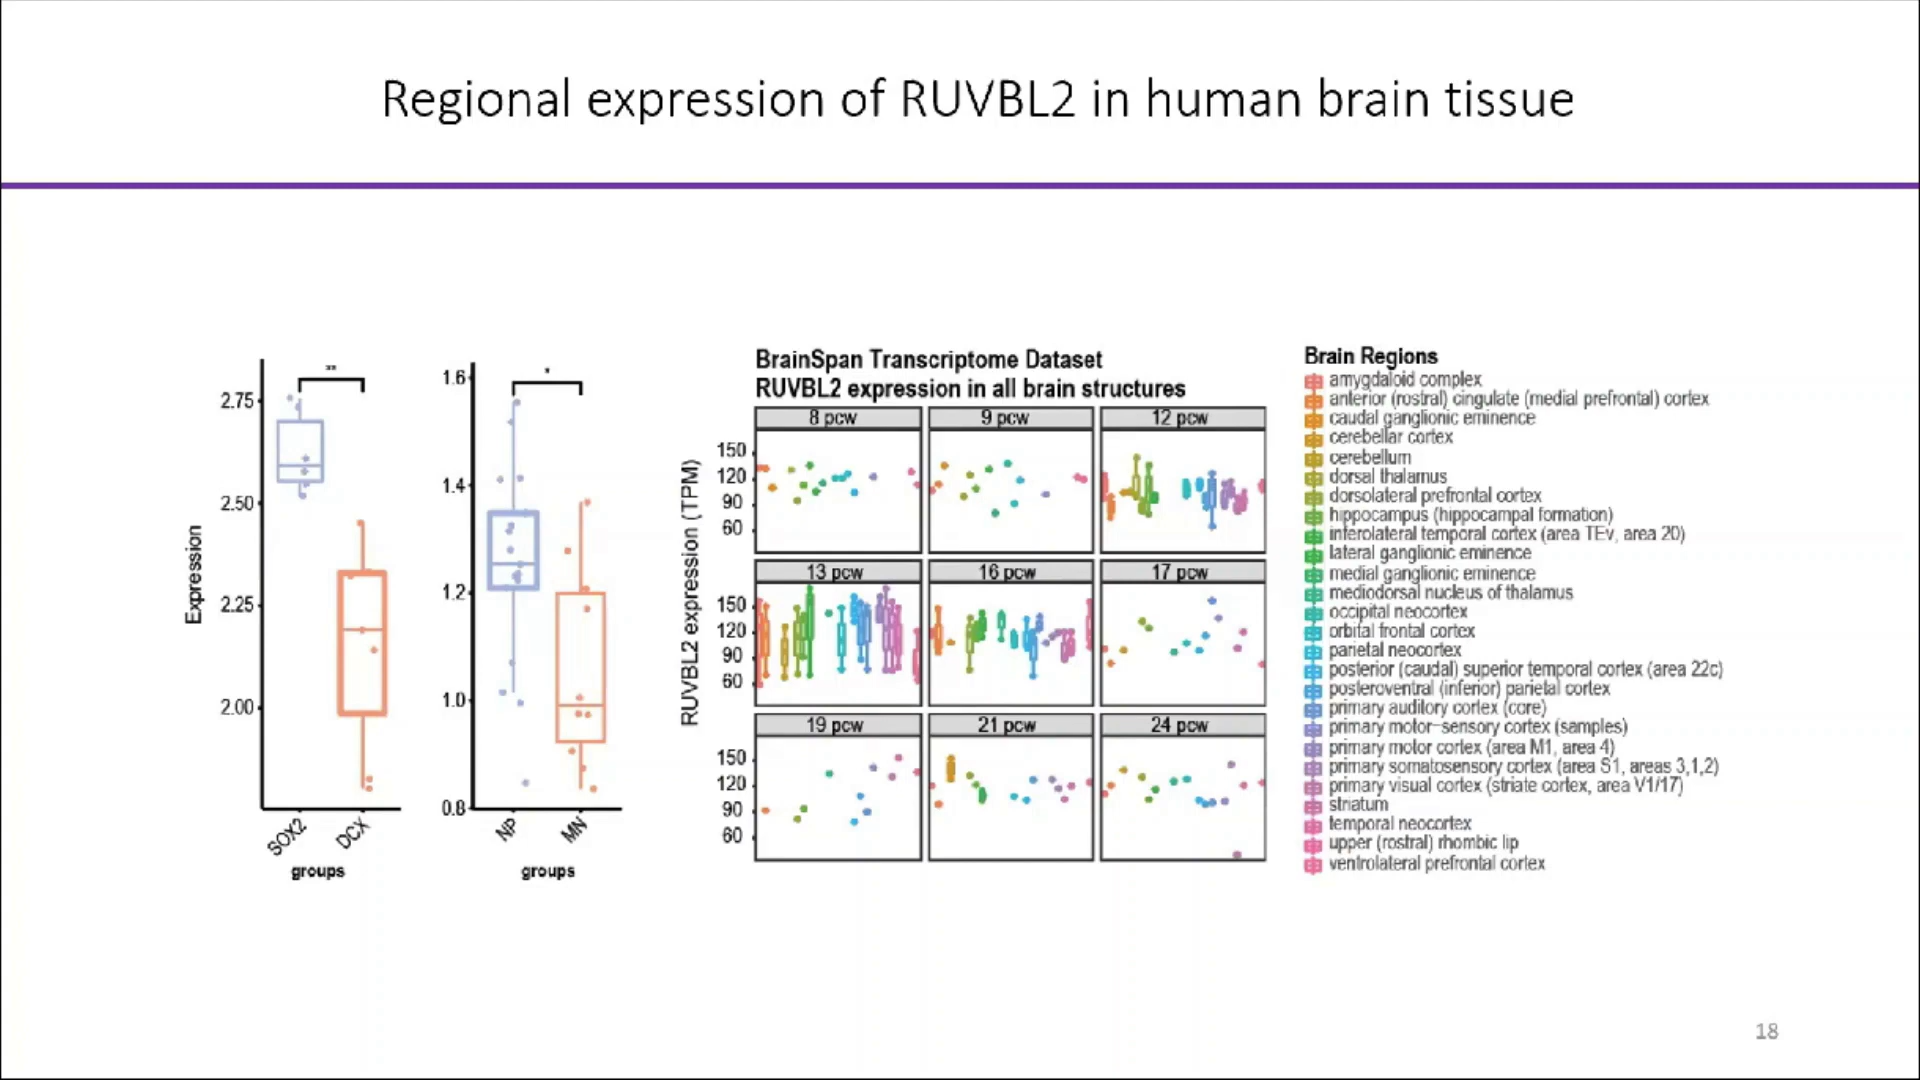 Regional expression of RUVBL2 in human brain tissue
Expression
2.75
2.50
2.25
2.00
**
SOX2
DCX
groups
1.6
1.4
1.2
1.0
0.8
*
NP
MN
groups
BrainSpan Transcriptome Dataset
RUVBL2 expression in all brain structures
RUVBL2 expression (TPM)
8 pcw
9 pcw
12 pcw
150
120
90
60
13 pcw
16 pcw
17 pcw
150
120
90
60
19 pcw
21 pcw
24 pcw
150
120
90
60
Brain Regions
amygdaloid complex
anterior (rostral) cingulate (medial prefrontal) cortex
caudal ganglionic eminence
cerebellar cortex
cerebellum
dorsal thalamus
dorsolateral prefrontal cortex
hippocampus (hippocampal formation)
inferolateral temporal cortex (area TEv, area 20)
lateral ganglionic eminence
medial ganglionic eminence
mediodorsal nucleus of thalamus
occipital neocortex
orbital frontal cortex
parietal neocortex
posterior (caudal) superior temporal cortex (area 22c)
posteroventral (inferior) parietal cortex
primary auditory cortex (core)
primary motor-sensory cortex (samples)
primary motor cortex (area M1, area 4)
primary somatosensory cortex (area S1, areas 3,1,2)
primary visual cortex (striate cortex, area V1/17)
striatum
temporal neocortex
upper (rostral) rhombic lip
ventrolateral prefrontal cortex
18